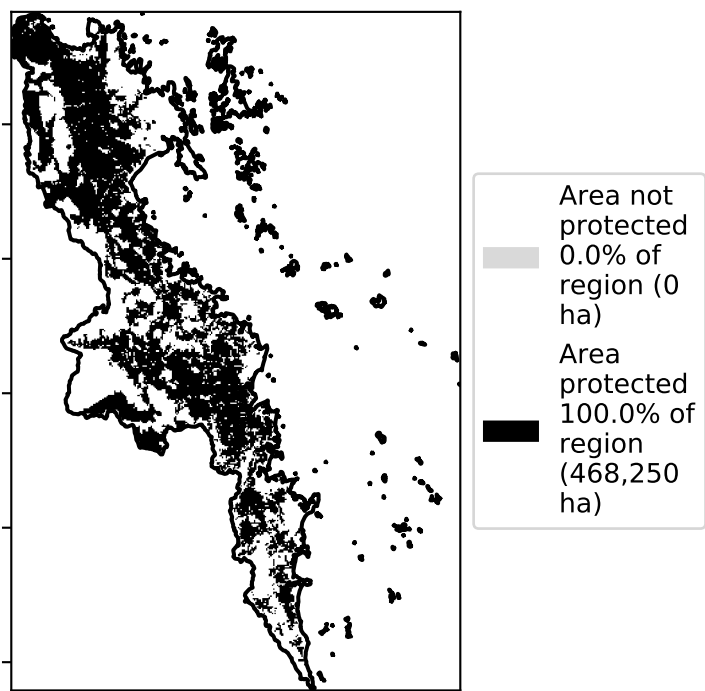 Area not
protected
0.0% of
region (0
ha)
Area
protected
100.0% of
region
(468,250
ha)